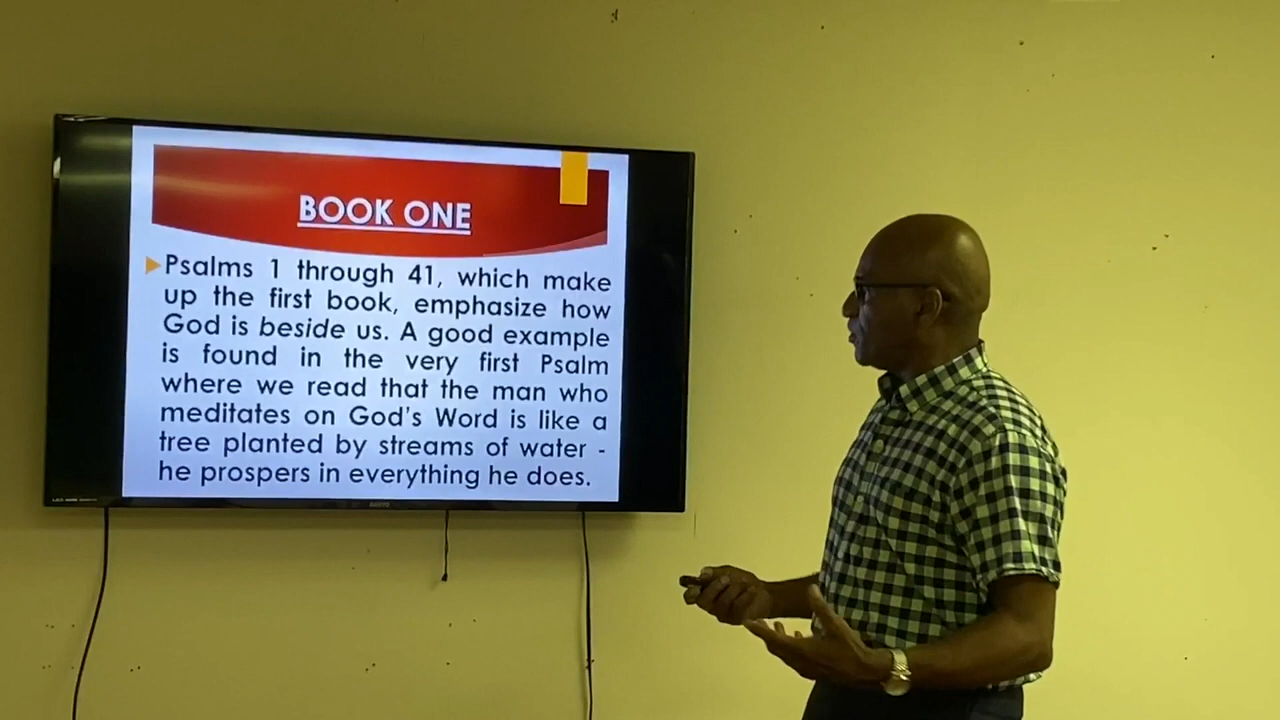 BOOK ONE
Psalms 1 through 41, which make
up the first book, emphasize how
God is beside us. A good example
is found in the very first Psalm
where we read that the man who
meditates on God's Word is like a
tree planted by streams of water -
he prospers in everything he does.